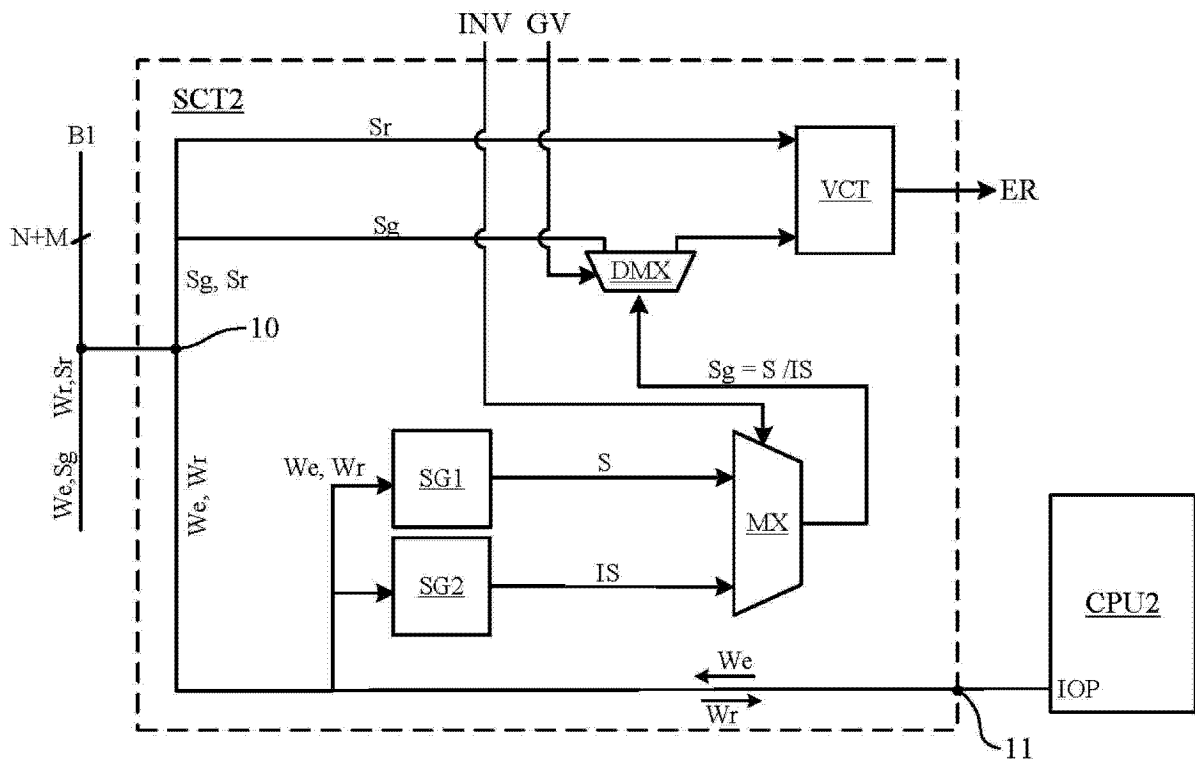 INV GV
SCT2
B1
Sr
VCT
ER
N+M
Sg
DMX
Sg, Sr
10
Wr,Sr
We,Sg
Sg = S /IS
We, Wr
We, Wr
SG1
S
MX
SG2
IS
CPU2
We
Wr
IOP
11